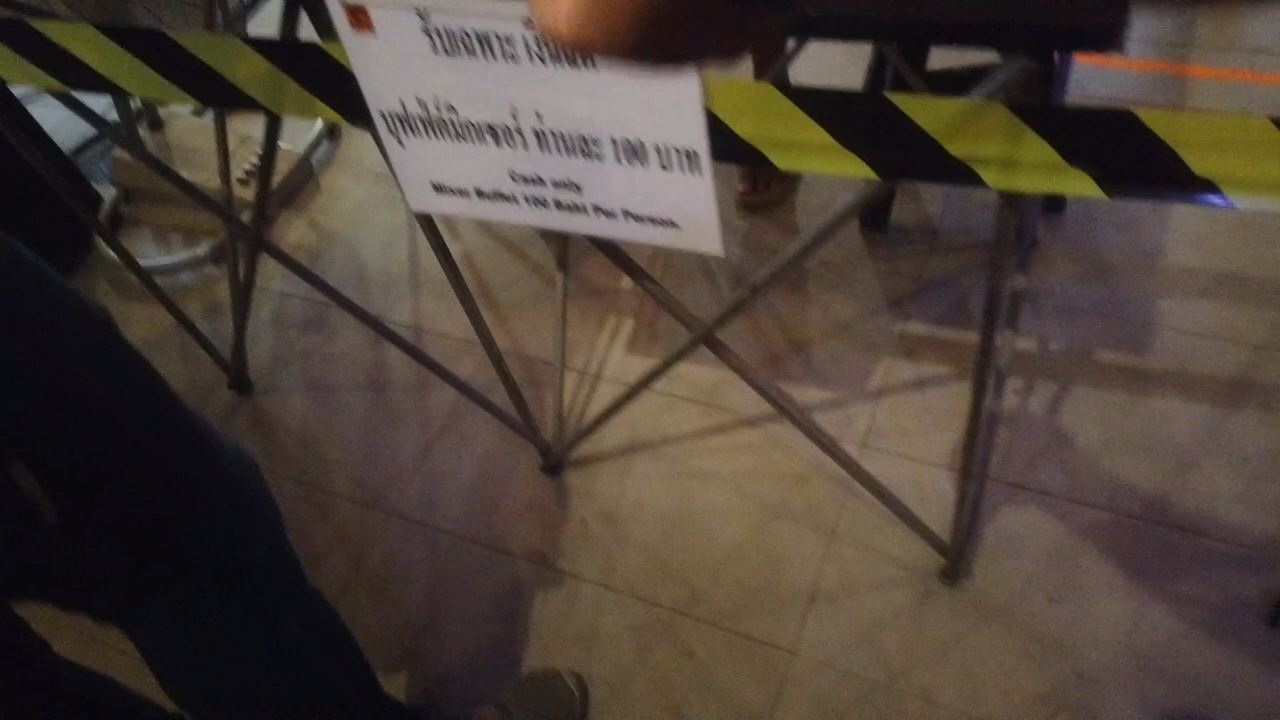 รับเฉพาะ เงินสด
บุฟเฟ่ต์มิกเซอร์ ท่านละ 100 บาท
Cash only
Mixer Buffet 100 Baht Per Person